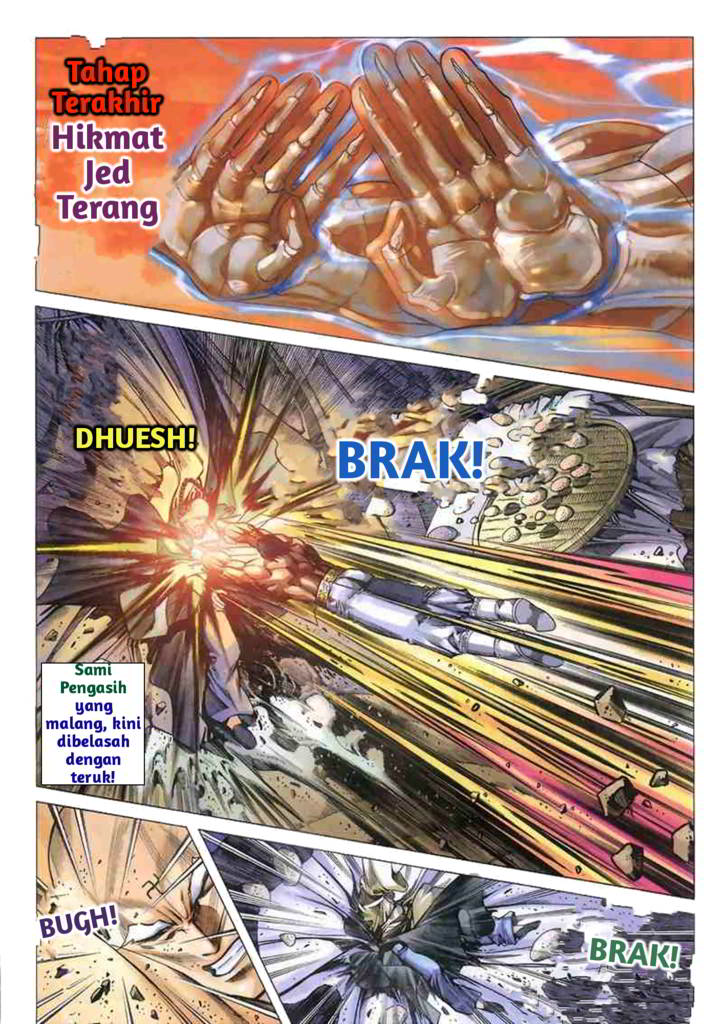 Tahap
Terakhir
Hikmat
Jed
Terang
DHUESH!
BRAK!
Sami
Pengasih
yang
malang, kini
dibelasah
dengan
teruk!
BUGH!
BRAK!